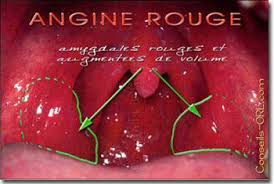 ANGINE ROUGE
amygdales rouges et
augmentées de volume
Conseils-ORL.com